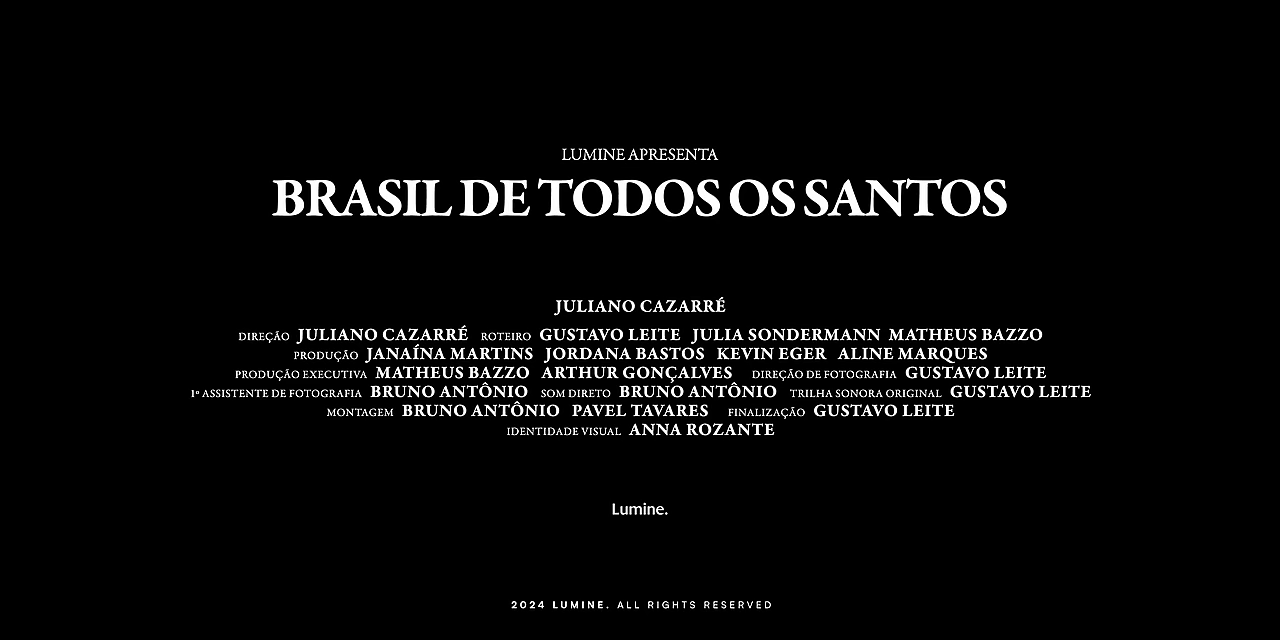 LUMINE APRESENTA
BRASIL DE TODOS OS SANTOS
JULIANO CAZARRÉ
DIREÇÃO JULIANO CAZARRÉ ROTEIRO GUSTAVO LEITE JULIA SONDERMANN MATHEUS BAZZO
PRODUÇÃO JANAÍNA MARTINS JORDANA BASTOS KEVIN EGER ALINE MARQUES
PRODUÇÃO EXECUTIVA MATHEUS BAZZO ARTHUR GONÇALVES DIREÇÃO DE FOTOGRAFIA GUSTAVO LEITE
1º ASSISTENTE DE FOTOGRAFIA BRUNO ANTÔNIO SOM DIRETO BRUNO ANTÔNIO TRILHA SONORA ORIGINAL GUSTAVO LEITE
MONTAGEM BRUNO ANTÔNIO PAVEL TAVARES FINALIZAÇÃO GUSTAVO LEITE
IDENTIDADE VISUAL ANNA ROZANTE
Lumine.
2024 LUMINE. ALL RIGHTS RESERVED